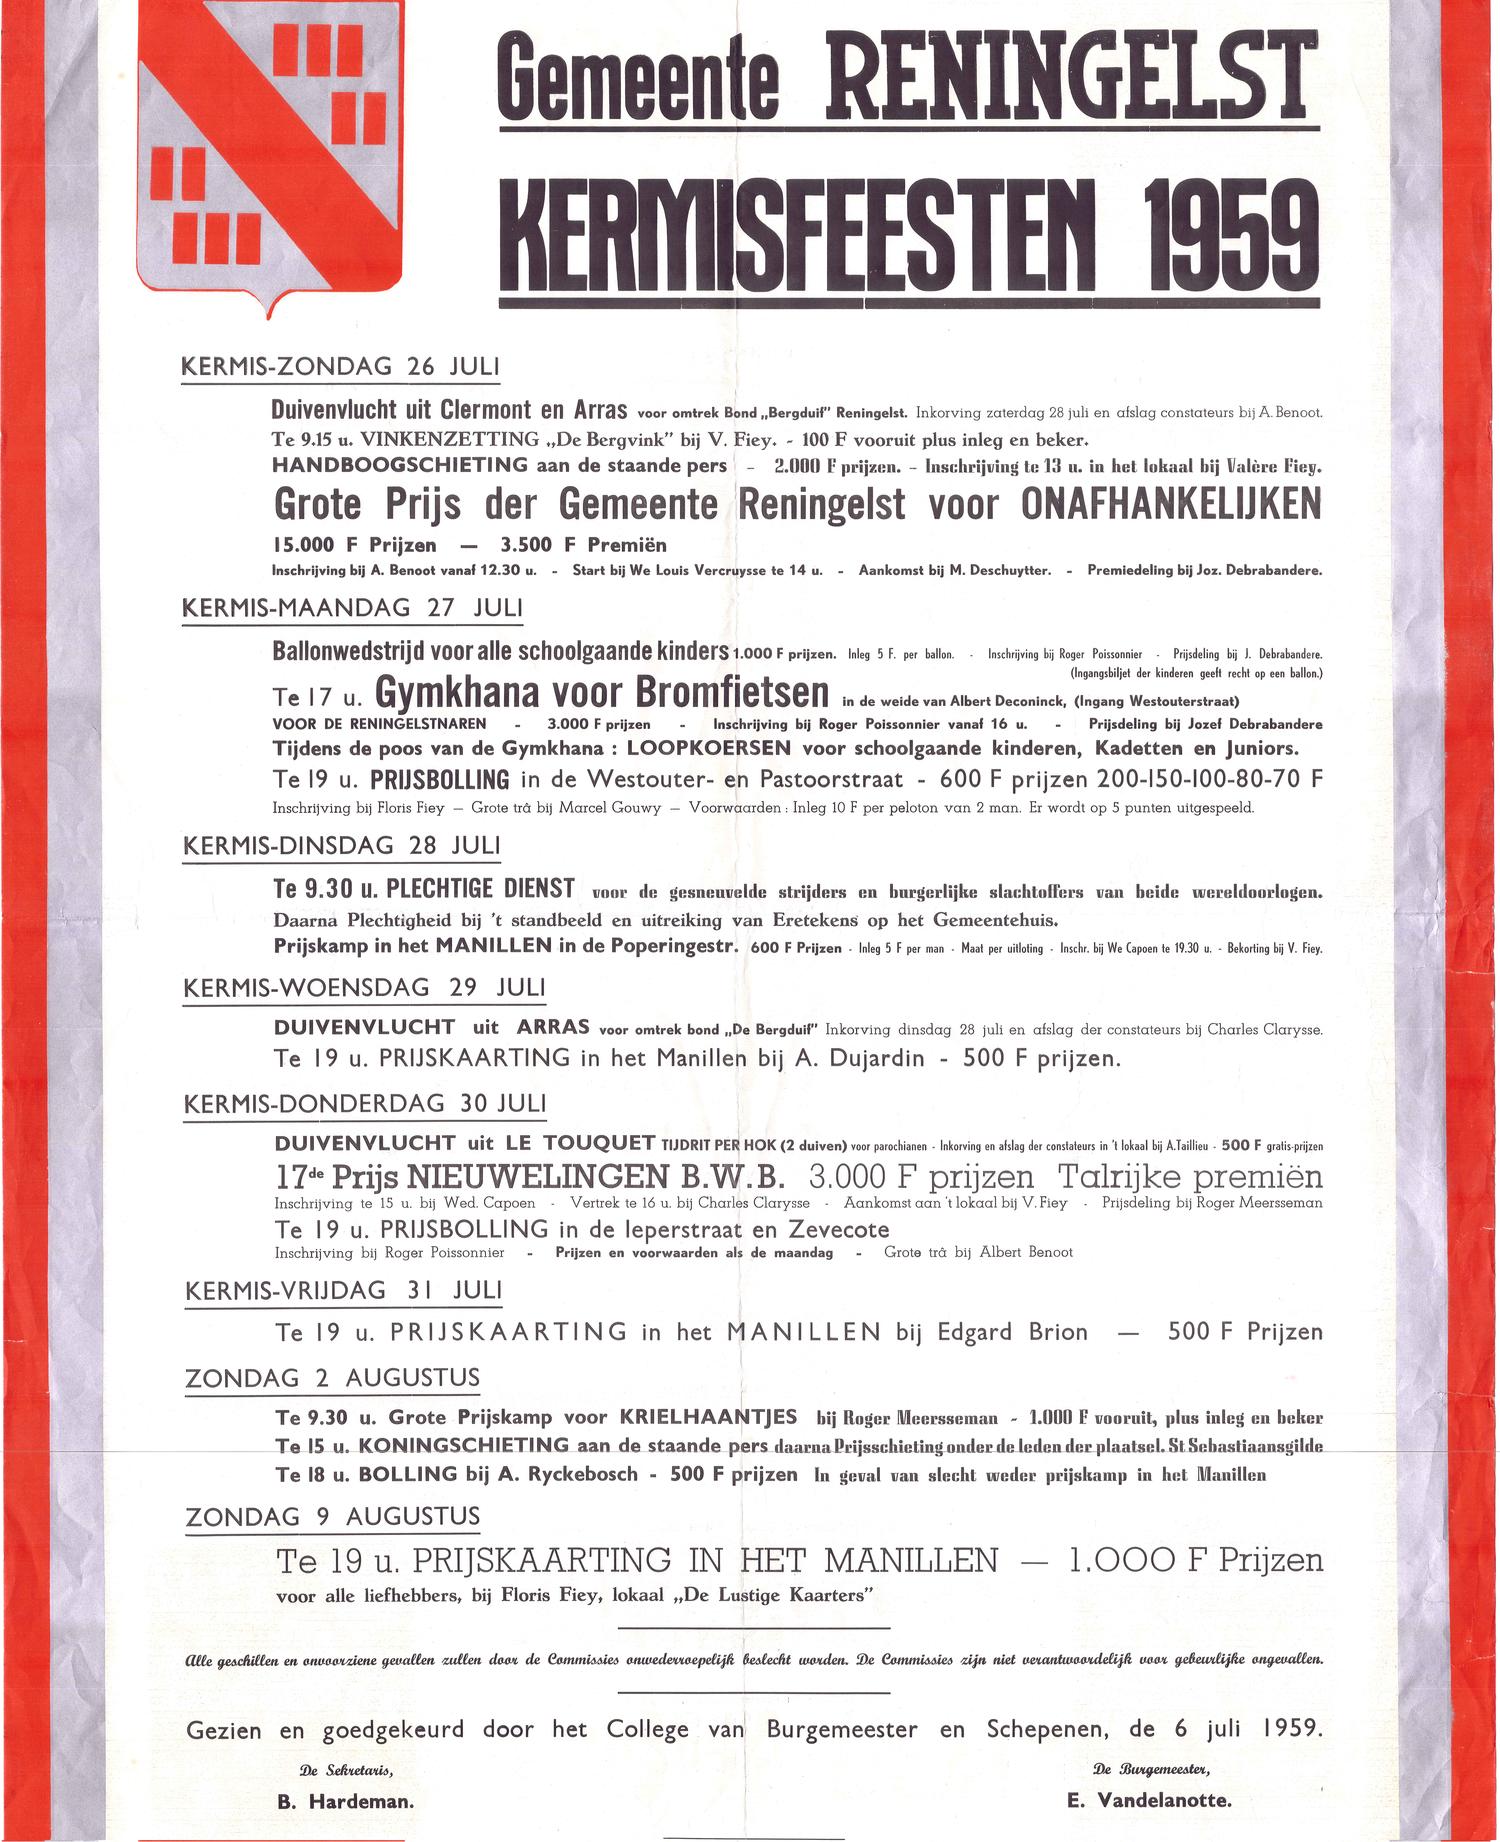 Gemeente RENINGELST
KERMISFEESTEN 1959
KERMIS-ZONDAG 26 JULI
Duivenvlucht uit Clermont en Arras voor omtrek Bond „Bergduif" Reningelst. Inkorving zaterdag 28 juli en afslag constateurs bij A. Benoot.
Te 9.15 u. VINKENZETTING „De Bergvink" bij V. Fiey. - 100 F vooruit plus inleg en beker.
HANDBOOGSCHIETING aan de staande pers - 2.000 F prijzen. - Inschrijving te 13 u. in het lokaal bij Valère Fiey.
Grote Prijs der Gemeente Reningelst voor ONAFHANKELIJKEN
15.000 F Prijzen — 3.500 F Premiën
Inschrijving bij A. Benoot vanaf 12.30 u. - Start bij We Louis Vercruysse te 14 u. - Aankomst bij M. Deschuytter. - Premiedeling bij Joz. Debrabandere.
KERMIS-MAANDAG 27 JULI
Ballonwedstrijd voor alle schoolgaande kinders 1.000 F prijzen. Inleg 5 F. per ballon. - Inschrijving bij Roger Poissonnier - Prijsdeling bij J. Debrabandere.
(Ingangsbiljet der kinderen geeft recht op een ballon.)
Te 17 u. Gymkhana voor Bromfietsen in de weide van Albert Deconinck, (Ingang Westouterstraat)
VOOR DE RENINGELSTNAREN - 3.000 F prijzen - Inschrijving bij Roger Poissonnier vanaf 16 u. - Prijsdeling bij Jozef Debrabandere
Tijdens de poos van de Gymkhana : LOOPKOERSEN voor schoolgaande kinderen, Kadetten en Juniors.
Te 19 u. PRIJSBOLLING in de Westouter- en Pastoorstraat - 600 F prijzen 200-150-100-80-70 F
Inschrijving bij Floris Fiey — Grote trâ bij Marcel Gouwy — Voorwaarden : Inleg 10 F per peloton van 2 man. Er wordt op 5 punten uitgespeeld.
KERMIS-DINSDAG 28 JULI
Te 9.30 u. PLECHTIGE DIENST voor de gesneuvelde strijders en burgerlijke slachtoffers van beide wereldoorlogen.
Daarna Plechtigheid bij 't standbeeld en uitreiking van Eretekens op het Gemeentehuis.
Prijskamp in het MANILLEN in de Poperingestr. 600 F Prijzen - Inleg 5 F per man - Maat per uitloting - Inschr. bij We Capoen te 19.30 u. - Bekorting bij V. Fiey.
KERMIS-WOENSDAG 29 JULI
DUIVENVLUCHT uit ARRAS voor omtrek bond „De Bergduif" Inkorving dinsdag 28 juli en afslag der constateurs bij Charles Clarysse.
Te 19 u. PRIJSKAARTING in het Manillen bij A. Dujardin - 500 F prijzen.
KERMIS-DONDERDAG 30 JULI
DUIVENVLUCHT uit LE TOUQUET TIJDRIT PER HOK (2 duiven) voor parochianen - Inkorving en afslag der constateurs in 't lokaal bij A.Taillieu - 500 F gratis-prijzen
17de Prijs NIEUWELINGEN B.W.B. 3.000 F prijzen Talrijke premiën
Inschrijving te 15 u. bij Wed. Capoen - Vertrek te 16 u. bij Charles Clarysse - Aankomst aan 't lokaal bij V. Fiey - Prijsdeling bij Roger Meersseman
Te 19 u. PRIJSBOLLING in de Ieperstraat en Zevecote
Inschrijving bij Roger Poissonnier - Prijzen en voorwaarden als de maandag - Grote trâ bij Albert Benoot
KERMIS-VRIJDAG 31 JULI
Te 19 u. PRIJSKAARTING in het MANILLEN bij Edgard Brion — 500 F Prijzen
ZONDAG 2 AUGUSTUS
Te 9.30 u. Grote Prijskamp voor KRIELHAANTJES bij Roger Meersseman - 1.000 F vooruit, plus inleg en beker
Te 15 u. KONINGSCHIETING aan de staande pers daarna Prijsschieting onder de leden der plaatsel. St Sebastiaansgilde
Te 18 u. BOLLING bij A. Ryckebosch - 500 F prijzen In geval van slecht weder prijskamp in het Manillen
ZONDAG 9 AUGUSTUS
Te 19 u. PRIJSKAARTING IN HET MANILLEN — 1.000 F Prijzen
voor alle liefhebbers, bij Floris Fiey, lokaal „De Lustige Kaarters"
Alle geschillen en onvoorziene gevallen zullen door de Commissies onwederroepelijk beslecht worden. De Commissies zijn niet verantwoordelijk voor gebeurlijke ongevallen.
Gezien en goedgekeurd door het College van Burgemeester en Schepenen, de 6 juli 1959.
De Sekretaris, De Burgemeester,
B. Hardeman. E. Vandelanotte.